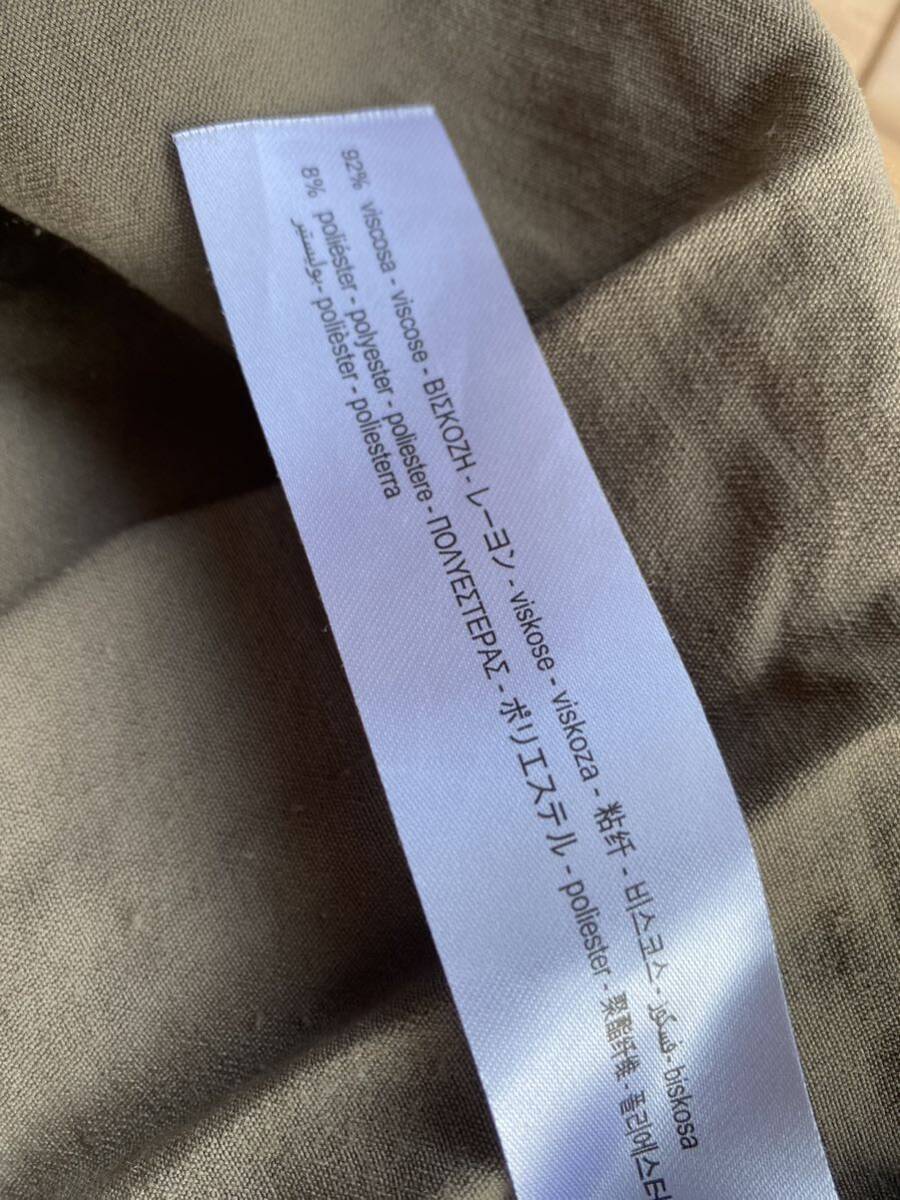 92% viscosa - viscose - ΒΙΣΚΟΖΗ - レーヨン - viskose - viskoza - 粘纤 - 비스코스 - فسكوز - biskosa
8% poliéster - polyester - poliestere - ΠΟΛΥΕΣΤΕΡΑΣ - ポリエステル - poliester - 聚酯纤维 - 폴리에스터
بوليستير - polièster - poliesterra